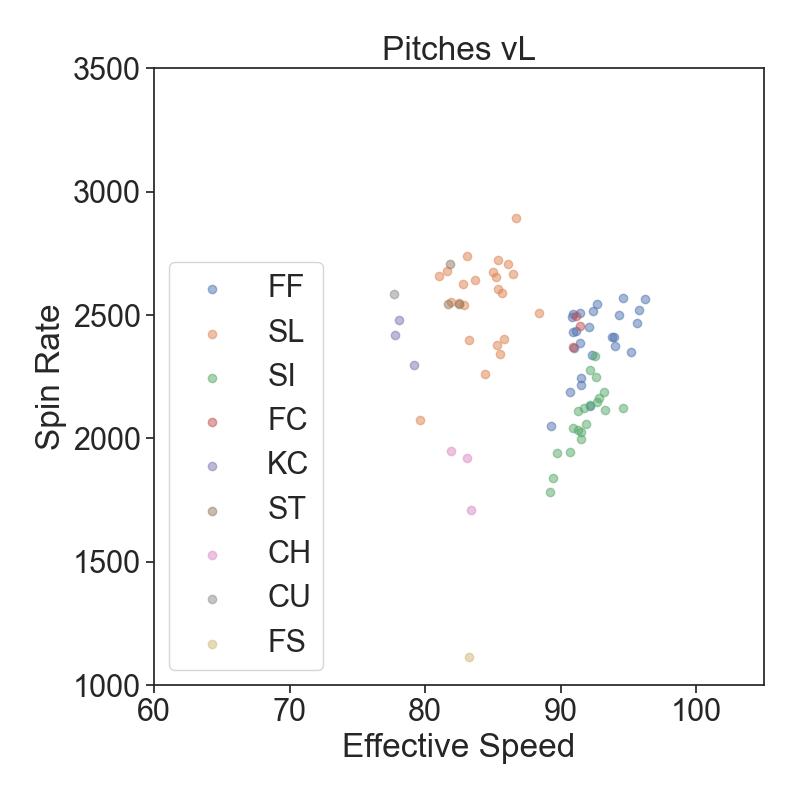 Pitches vL
3500
3000
2500
2000
1500
1000
Spin Rate
FF
SL
SI
FC
KC
ST
CH
CU
FS
60
70
80
90
100
Effective Speed